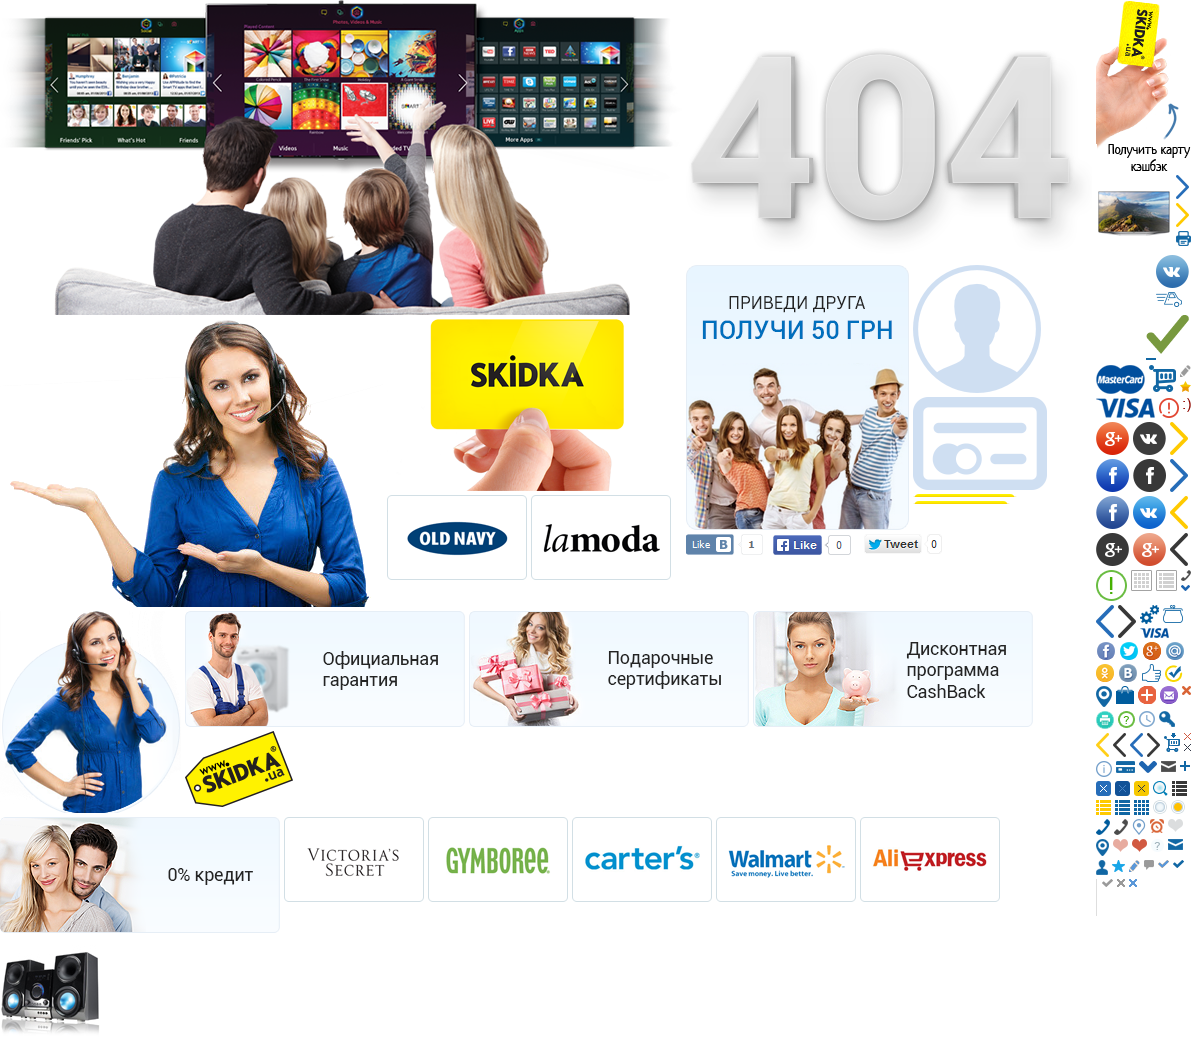 Photos, Videos & Music
Friends' Pick
What's Hot
Friends
Videos
Music
More Apps
404
www.
SKiDKA
.ua
Получить карту
кэшбэк
ПРИВЕДИ ДРУГА
ПОЛУЧИ 50 ГРН
SKiDKA
MasterCard
VISA
:)
OLD NAVY
lamoda
Like
1
Like
0
Tweet
0
VISA
Официальная
гарантия
Подарочные
сертификаты
Дисконтная
программа
CashBack
www.
SKiDKA
.ua
0% кредит
VICTORIA'S
SECRET
GYMBOREE
carter's
Walmart
Save money. Live better.
AliExpress